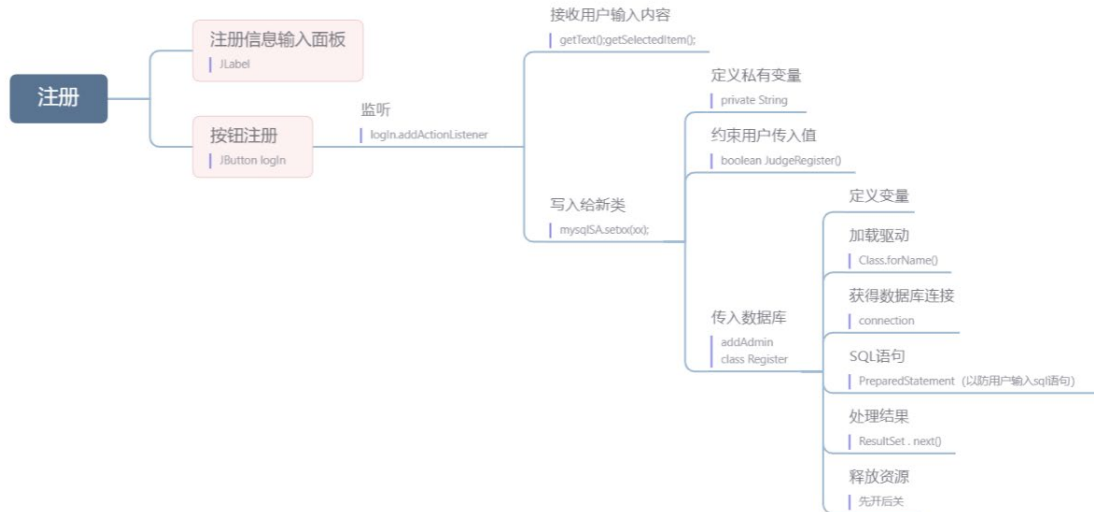 注册
注册信息输入面板
JLabel
按钮注册
JButton logIn
监听
logIn.addActionListener
接收用户输入内容
getText();getSelectedItem();
写入给新类
mysqlSA.setxx(xx);
定义私有变量
private String
约束用户传入值
boolean JudgeRegister()
传入数据库
addAdmin
class Register
定义变量
加载驱动
Class.forName()
获得数据库连接
connection
SQL语句
PreparedStatement（以防用户输入sql语句）
处理结果
ResultSet . next()
释放资源
先开后关